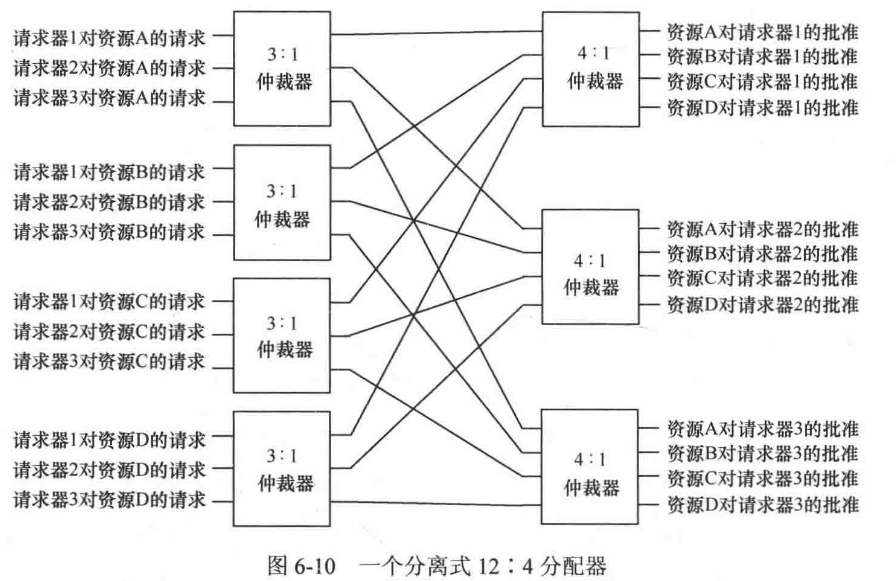 请求器1对资源A的请求
请求器2对资源A的请求
请求器3对资源A的请求
3∶1
仲裁器
请求器1对资源B的请求
请求器2对资源B的请求
请求器3对资源B的请求
3∶1
仲裁器
请求器1对资源C的请求
请求器2对资源C的请求
请求器3对资源C的请求
3∶1
仲裁器
请求器1对资源D的请求
请求器2对资源D的请求
请求器3对资源D的请求
3∶1
仲裁器
4∶1
仲裁器
资源A对请求器1的批准
资源B对请求器1的批准
资源C对请求器1的批准
资源D对请求器1的批准
4∶1
仲裁器
资源A对请求器2的批准
资源B对请求器2的批准
资源C对请求器2的批准
资源D对请求器2的批准
4∶1
仲裁器
资源A对请求器3的批准
资源B对请求器3的批准
资源C对请求器3的批准
资源D对请求器3的批准
图 6-10 一个分离式 12∶4 分配器